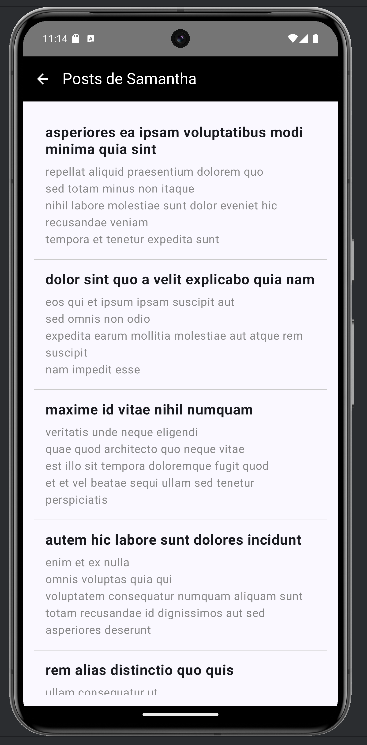 11:14
Posts de Samantha
asperiores ea ipsam voluptatibus modi
minima quia sint
repellat aliquid praesentium dolorem quo
sed totam minus non itaque
nihil labore molestiae sunt dolor eveniet hic
recusandae veniam
tempora et tenetur expedita sunt
dolor sint quo a velit explicabo quia nam
eos qui et ipsum ipsam suscipit aut
sed omnis non odio
expedita earum mollitia molestiae aut atque rem
suscipit
nam impedit esse
maxime id vitae nihil numquam
veritatis unde neque eligendi
quae quod architecto quo neque vitae
est illo sit tempora doloremque fugit quod
et et vel beatae sequi ullam sed tenetur
perspiciatis
autem hic labore sunt dolores incidunt
enim et ex nulla
omnis voluptas quia qui
voluptatem consequatur numquam aliquam sunt
totam recusandae id dignissimos aut sed
asperiores deserunt
rem alias distinctio quo quis
ullam consequatur ut